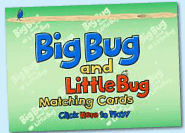 Big Bug
and
Little Bug
Matching Cards
Click Here to Play!